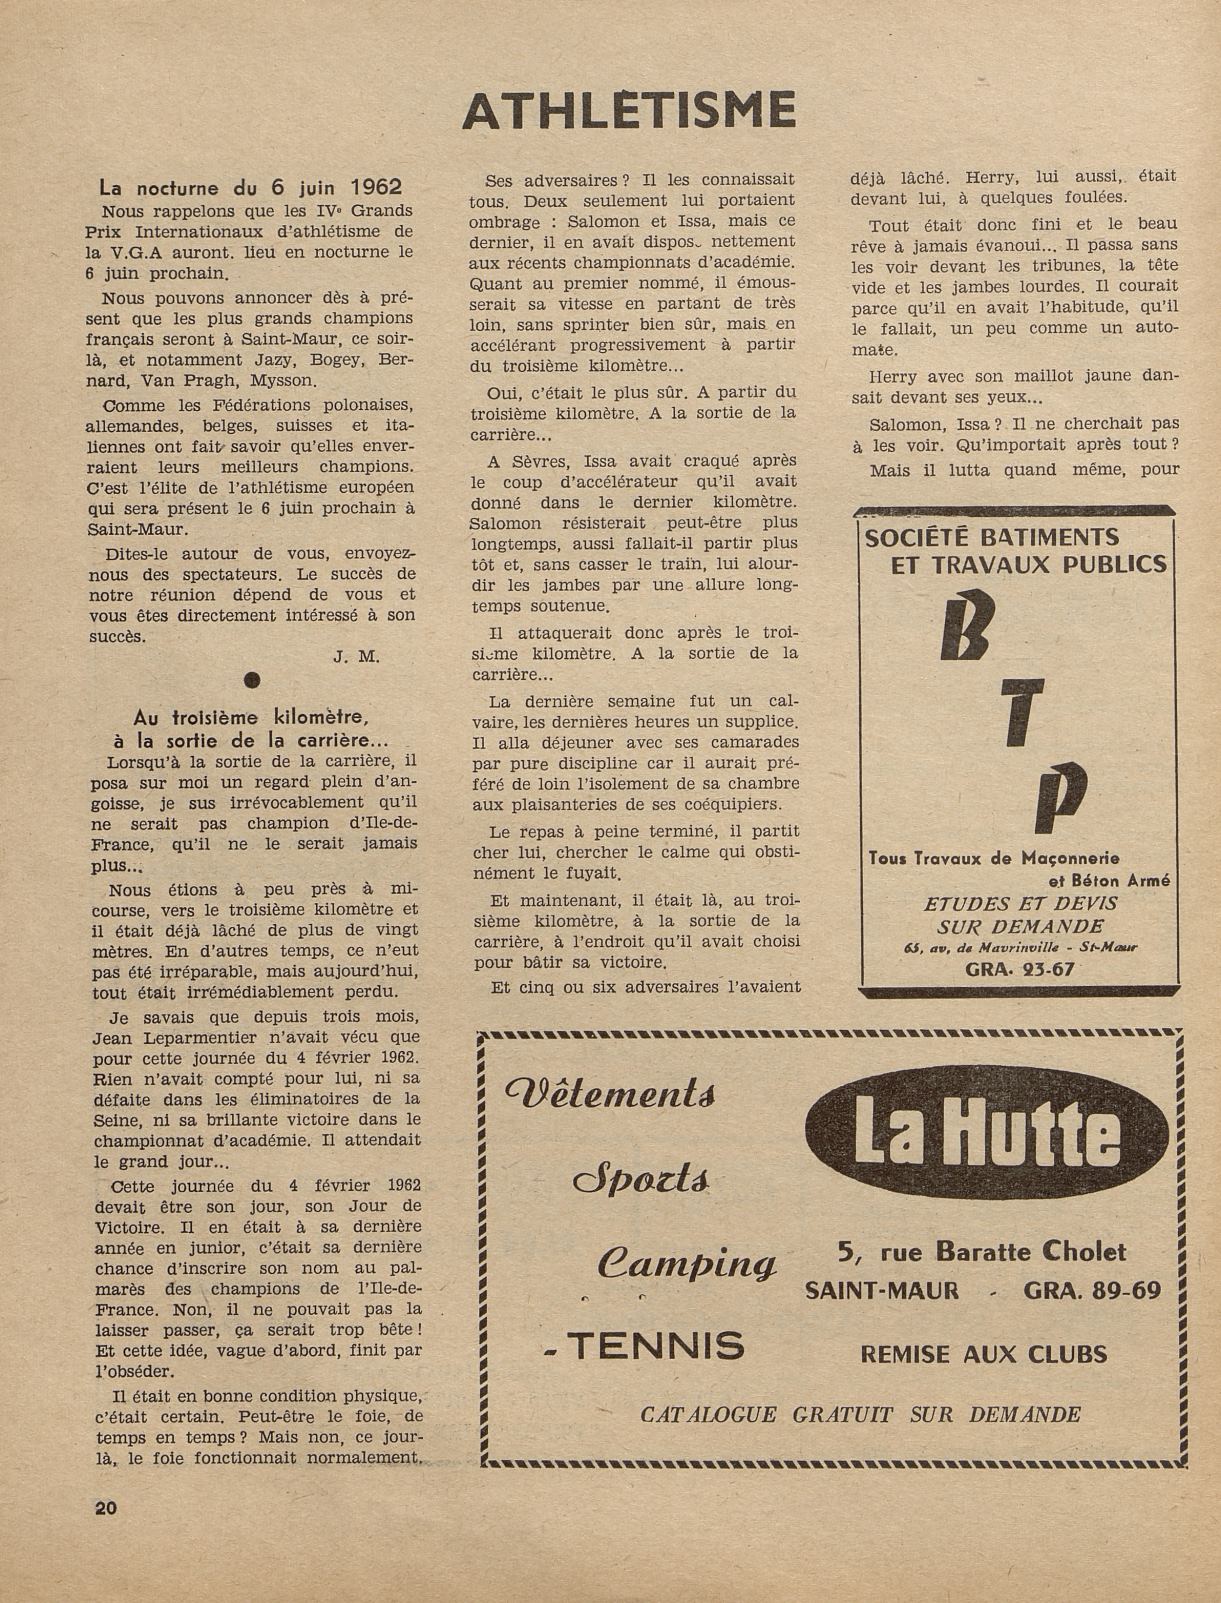 ATHLÉTISME
La nocturne du 6 juin 1962
Nous rappelons que les IVe Grands
Prix Internationaux d'athlétisme de
la V.G.A auront. lieu en nocturne le
6 juin prochain.
Nous pouvons annoncer dès à pré-
sent que les plus grands champions
français seront à Saint-Maur, ce soir-
là, et notamment Jazy, Bogey, Ber-
nard, Van Pragh, Mysson.
Comme les Fédérations polonaises,
allemandes, belges, suisses et ita-
liennes ont fait savoir qu'elles enver-
raient leurs meilleurs champions.
C'est l'élite de l'athlétisme européen
qui sera présent le 6 juin prochain à
Saint-Maur.
Dites-le autour de vous, envoyez-
nous des spectateurs. Le succès de
notre réunion dépend de vous et
vous êtes directement intéressé à son
succès.
J. M.
Au troisième kilomètre,
à la sortie de la carrière...
Lorsqu'à la sortie de la carrière, il
posa sur moi un regard plein d'an-
goisse, je sus irrévocablement qu'il
ne serait pas champion d'Ile-de-
France, qu'il ne le serait jamais
plus...
Nous étions à peu près à mi-
course, vers le troisième kilomètre et
il était déjà lâché de plus de vingt
mètres. En d'autres temps, ce n'eut
pas été irréparable, mais aujourd'hui,
tout était irrémédiablement perdu.
Je savais que depuis trois mois,
Jean Leparmentier n'avait vécu que
pour cette journée du 4 février 1962.
Rien n'avait compté pour lui, ni sa
défaite dans les éliminatoires de la
Seine, ni sa brillante victoire dans le
championnat d'académie. Il attendait
le grand jour...
Cette journée du 4 février 1962
devait être son jour, son Jour de
Victoire. Il en était à sa dernière
année en junior, c'était sa dernière
chance d'inscrire son nom au pal-
marès des champions de l'Ile-de-
France. Non, il ne pouvait pas la
laisser passer, ça serait trop bête !
Et cette idée, vague d'abord, finit par
l'obséder.
Il était en bonne condition physique,
c'était certain. Peut-être le foie, de
temps en temps ? Mais non, ce jour-
là, le foie fonctionnait normalement.
Ses adversaires ? Il les connaissait
tous. Deux seulement lui portaient
ombrage : Salomon et Issa, mais ce
dernier, il en avait dispos. nettement
aux récents championnats d'académie.
Quant au premier nommé, il émous-
serait sa vitesse en partant de très
loin, sans sprinter bien sûr, mais en
accélérant progressivement à partir
du troisième kilomètre...
Oui, c'était le plus sûr. A partir du
troisième kilomètre. A la sortie de la
carrière...
A Sèvres, Issa avait craqué après
le coup d'accélérateur qu'il avait
donné dans le dernier kilomètre.
Salomon résisterait peut-être plus
longtemps, aussi fallait-il partir plus
tôt et, sans casser le train, lui alour-
dir les jambes par une allure long-
temps soutenue.
Il attaquerait donc après le troi-
sième kilomètre. A la sortie de la
carrière...
La dernière semaine fut un cal-
vaire, les dernières heures un supplice.
Il alla déjeuner avec ses camarades
par pure discipline car il aurait pré-
féré de loin l'isolement de sa chambre
aux plaisanteries de ses coéquipiers.
Le repas à peine terminé, il partit
cher lui, chercher le calme qui obsti-
nément le fuyait.
Et maintenant, il était là, au troi-
sième kilomètre, à la sortie de la
carrière, à l'endroit qu'il avait choisi
pour bâtir sa victoire.
Et cinq ou six adversaires l'avaient
déjà lâché. Herry, lui aussi, était
devant lui, à quelques foulées.
Tout était donc fini et le beau
rêve à jamais évanoui... Il passa sans
les voir devant les tribunes, la tête
vide et les jambes lourdes. Il courait
parce qu'il en avait l'habitude, qu'il
le fallait, un peu comme un auto-
mate.
Herry avec son maillot jaune dan-
sait devant ses yeux...
Salomon, Issa ? Il ne cherchait pas
à les voir. Qu'importait après tout ?
Mais il lutta quand même, pour
SOCIÉTÉ BATIMENTS
ET TRAVAUX PUBLICS
B
T
P
Tous Travaux de Maçonnerie
et Béton Armé
ETUDES ET DEVIS
SUR DEMANDE
65, av, de Mavrinville - St-Maur
GRA. 23-67
Vêtements
Sports
Camping
- TENNIS
La Hutte
5, rue Baratte Cholet
SAINT-MAUR - GRA. 89-69
REMISE AUX CLUBS
CATALOGUE GRATUIT SUR DEMANDE
20